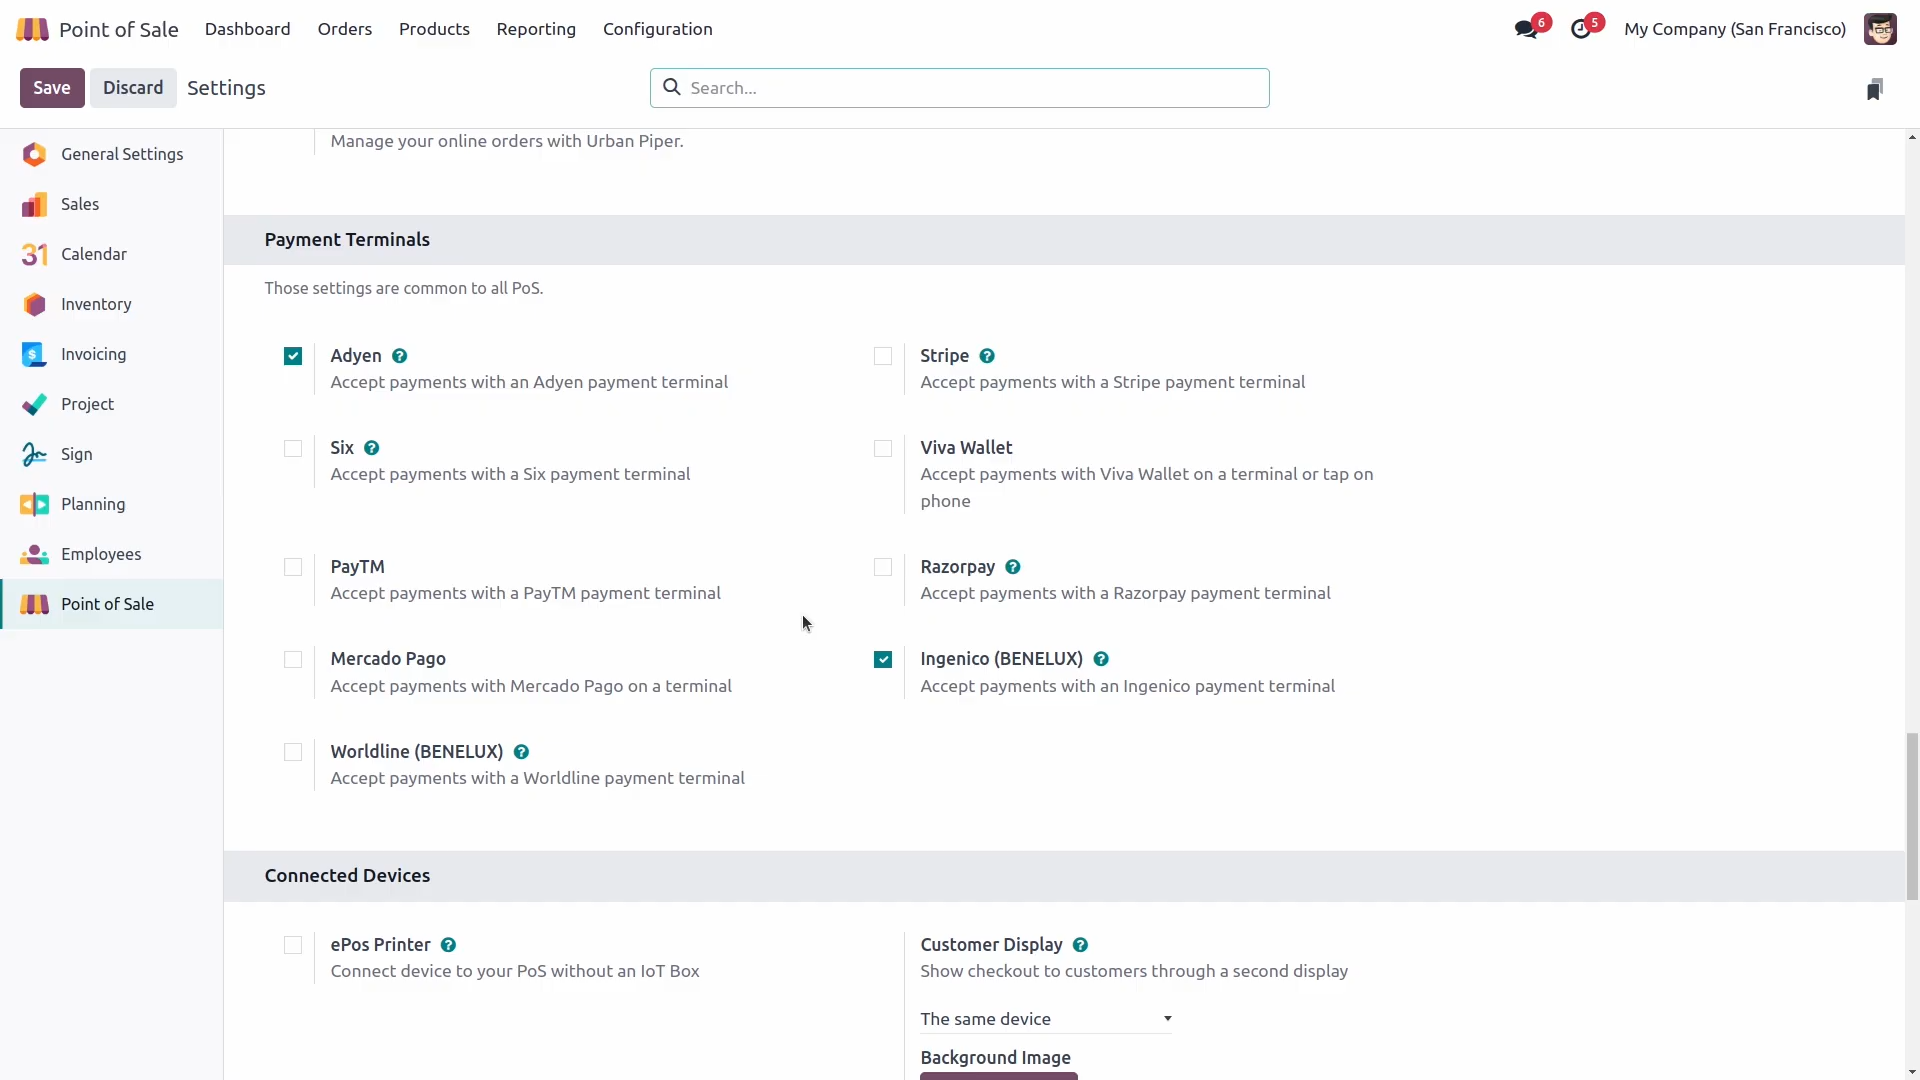 Point of Sale Dashboard Orders Products Reporting Configuration 6 5 My Company (San Francisco)
Save Discard Settings Search...
General Settings
Sales
31 Calendar
Inventory
$ Invoicing
Project
Sign
Planning
Employees
Point of Sale
Manage your online orders with Urban Piper.
Payment Terminals
Those settings are common to all PoS.
Adyen ?
Accept payments with an Adyen payment terminal
Stripe ?
Accept payments with a Stripe payment terminal
Six ?
Accept payments with a Six payment terminal
Viva Wallet
Accept payments with Viva Wallet on a terminal or tap on
phone
PayTM
Accept payments with a PayTM payment terminal
Razorpay ?
Accept payments with a Razorpay payment terminal
Mercado Pago
Accept payments with Mercado Pago on a terminal
Ingenico (BENELUX) ?
Accept payments with an Ingenico payment terminal
Worldline (BENELUX) ?
Accept payments with a Worldline payment terminal
Connected Devices
ePos Printer ?
Connect device to your PoS without an IoT Box
Customer Display ?
Show checkout to customers through a second display
The same device
Background Image